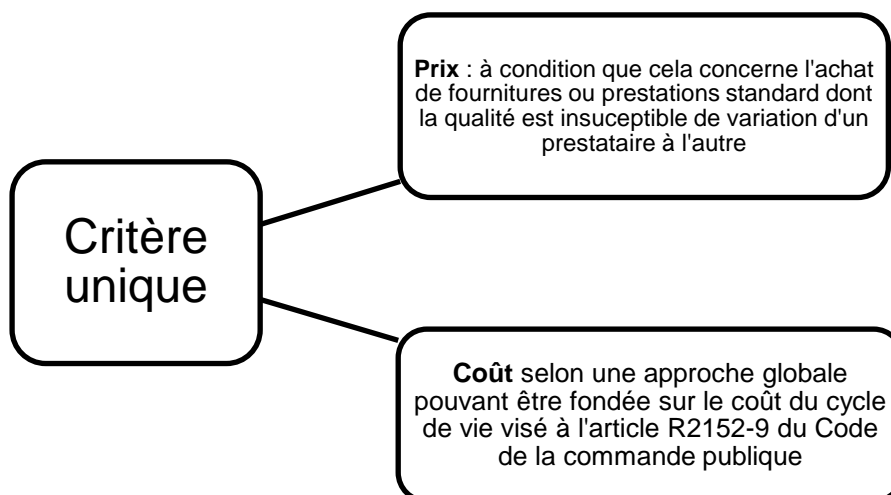 Critère
unique
Prix : à condition que cela concerne l'achat
de fournitures ou prestations standard dont
la qualité est insuceptible de variation d'un
prestataire à l'autre
Coût selon une approche globale
pouvant être fondée sur le coût du cycle
de vie visé à l'article R2152-9 du Code
de la commande publique